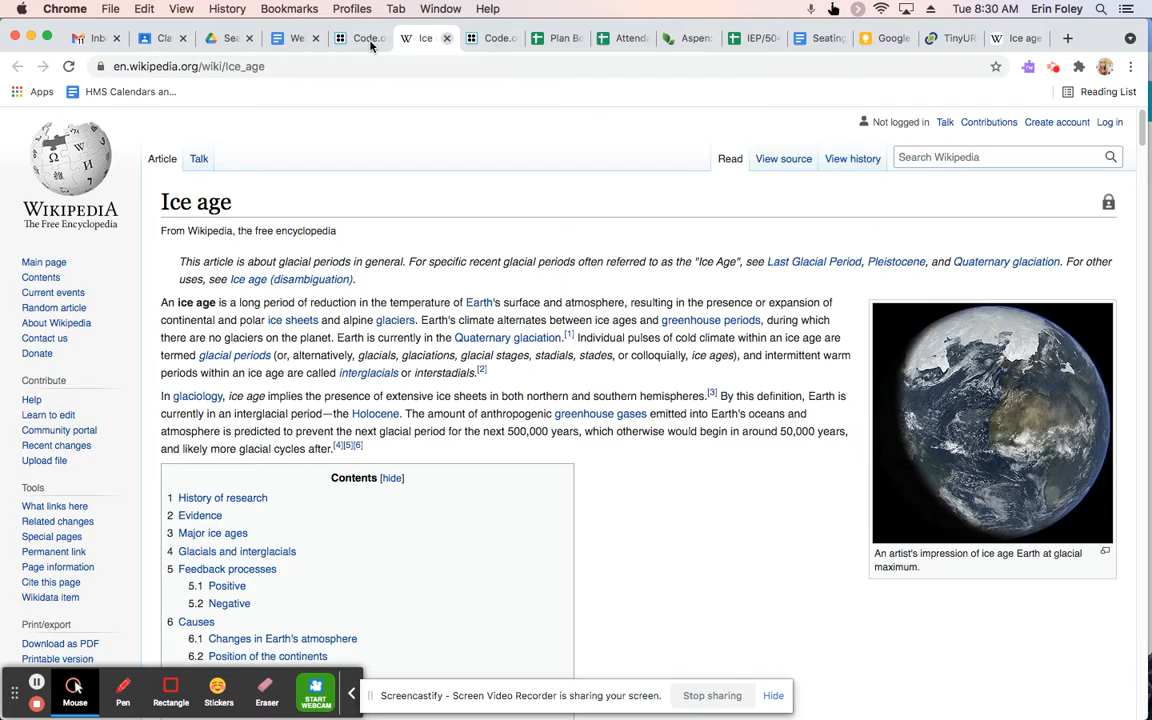 Chrome File Edit View History Bookmarks Profiles Tab Window Help Tue 8:30 AM Erin Foley
Inb Cla Sea We Code.o Ice Code.o Plan Bo Attend Aspen: IEP/50 Seating Google TinyUR Ice age
en.wikipedia.org/wiki/Ice_age
Apps HMS Calendars an... Reading List
Not logged in Talk Contributions Create account Log in
Article Talk Read View source View history Search Wikipedia
WIKIPEDIA
The Free Encyclopedia
Main page
Contents
Current events
Random article
About Wikipedia
Contact us
Donate
Contribute
Help
Learn to edit
Community portal
Recent changes
Upload file
Tools
What links here
Related changes
Special pages
Permanent link
Page information
Cite this page
Wikidata item
Print/export
Download as PDF
Printable version
Ice age
From Wikipedia, the free encyclopedia
This article is about glacial periods in general. For specific recent glacial periods often referred to as the "Ice Age", see Last Glacial Period, Pleistocene, and Quaternary glaciation. For other
uses, see Ice age (disambiguation).
An ice age is a long period of reduction in the temperature of Earth's surface and atmosphere, resulting in the presence or expansion of
continental and polar ice sheets and alpine glaciers. Earth's climate alternates between ice ages and greenhouse periods, during which
there are no glaciers on the planet. Earth is currently in the Quaternary glaciation.[1] Individual pulses of cold climate within an ice age are
termed glacial periods (or, alternatively, glacials, glaciations, glacial stages, stadials, stades, or colloquially, ice ages), and intermittent warm
periods within an ice age are called interglacials or interstadials.[2]
In glaciology, ice age implies the presence of extensive ice sheets in both northern and southern hemispheres.[3] By this definition, Earth is
currently in an interglacial period—the Holocene. The amount of anthropogenic greenhouse gases emitted into Earth's oceans and
atmosphere is predicted to prevent the next glacial period for the next 500,000 years, which otherwise would begin in around 50,000 years,
and likely more glacial cycles after.[4][5][6]
Contents [hide]
1 History of research
2 Evidence
3 Major ice ages
4 Glacials and interglacials
5 Feedback processes
5.1 Positive
5.2 Negative
6 Causes
6.1 Changes in Earth's atmosphere
6.2 Position of the continents
An artist's impression of ice age Earth at glacial
maximum.
Mouse Pen Rectangle Stickers Eraser START WEBCAM
Screencastify - Screen Video Recorder is sharing your screen. Stop sharing Hide